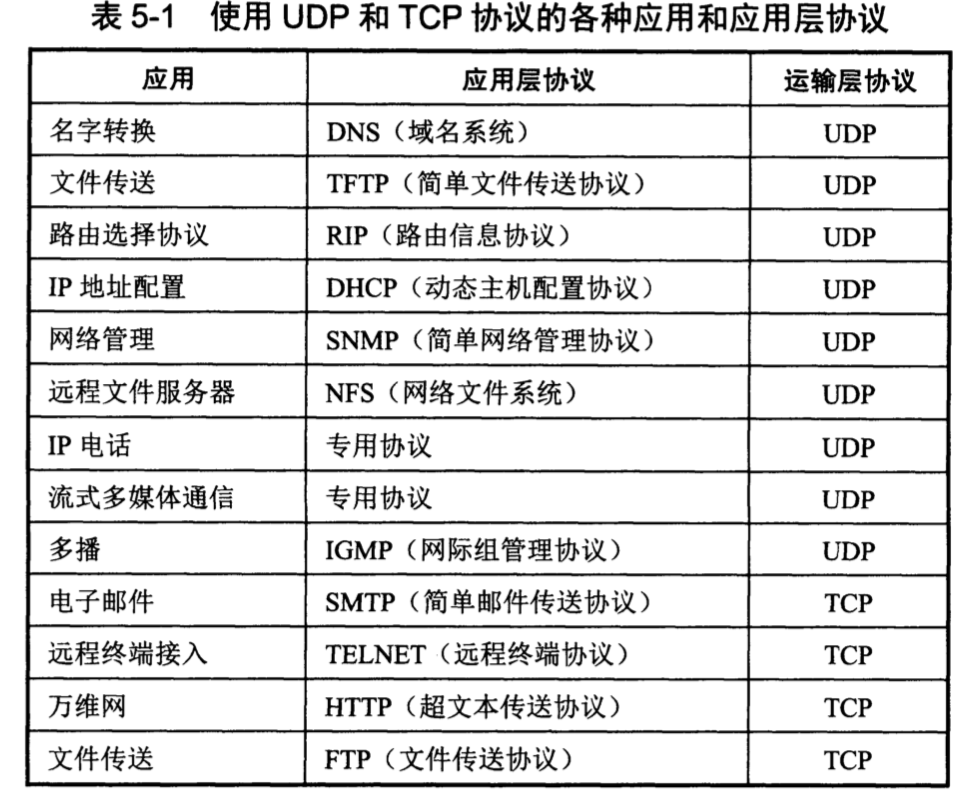 表 5-1 使用 UDP 和 TCP 协议的各种应用和应用层协议
应用 应用层协议 运输层协议
名字转换 DNS（域名系统） UDP
文件传送 TFTP（简单文件传送协议） UDP
路由选择协议 RIP（路由信息协议） UDP
IP 地址配置 DHCP（动态主机配置协议） UDP
网络管理 SNMP（简单网络管理协议） UDP
远程文件服务器 NFS（网络文件系统） UDP
IP 电话 专用协议 UDP
流式多媒体通信 专用协议 UDP
多播 IGMP（网际组管理协议） UDP
电子邮件 SMTP（简单邮件传送协议） TCP
远程终端接入 TELNET（远程终端协议） TCP
万维网 HTTP（超文本传送协议） TCP
文件传送 FTP（文件传送协议） TCP